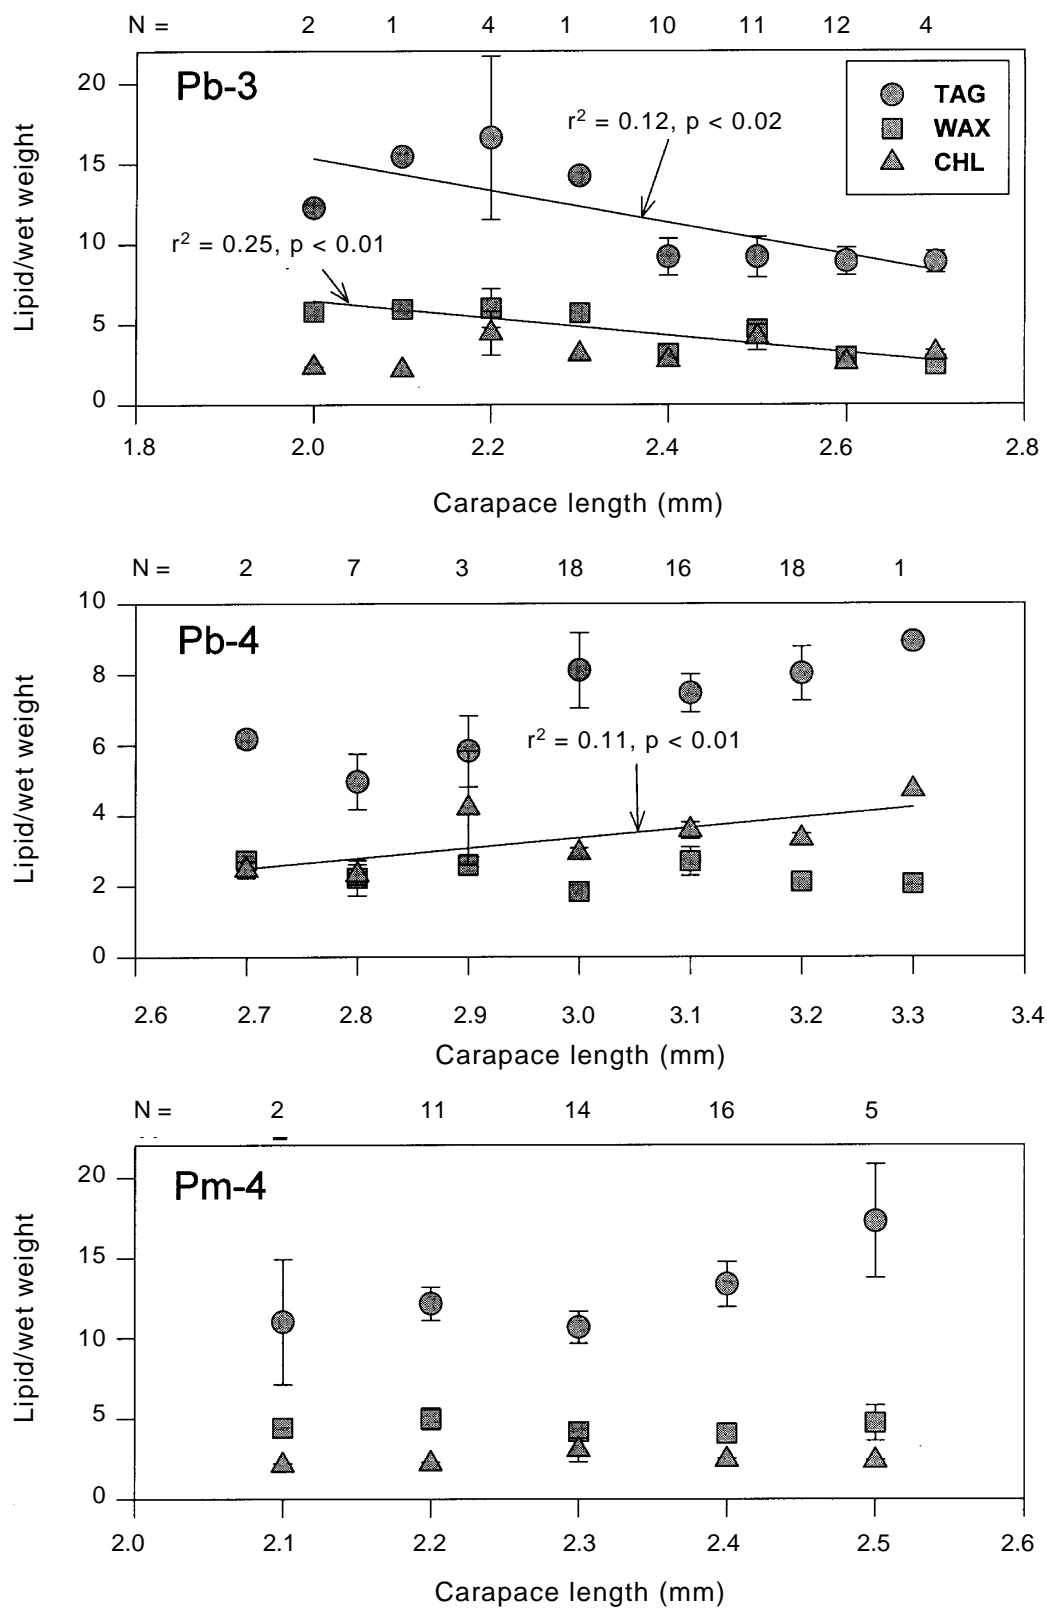 N = 2 1 4 1 10 11 12 4
Pb-3
TAG
WAX
CHL
r² = 0.12, p < 0.02
r² = 0.25, p < 0.01
20
15
10
5
0
Lipid/wet weight
1.8 2.0 2.2 2.4 2.6 2.8
Carapace length (mm)
N = 2 7 3 18 16 18 1
Pb-4
r² = 0.11, p < 0.01
10
8
6
4
2
0
Lipid/wet weight
2.6 2.7 2.8 2.9 3.0 3.1 3.2 3.3 3.4
Carapace length (mm)
N = 2 11 14 16 5
Pm-4
20
15
10
5
0
Lipid/wet weight
2.0 2.1 2.2 2.3 2.4 2.5 2.6
Carapace length (mm)